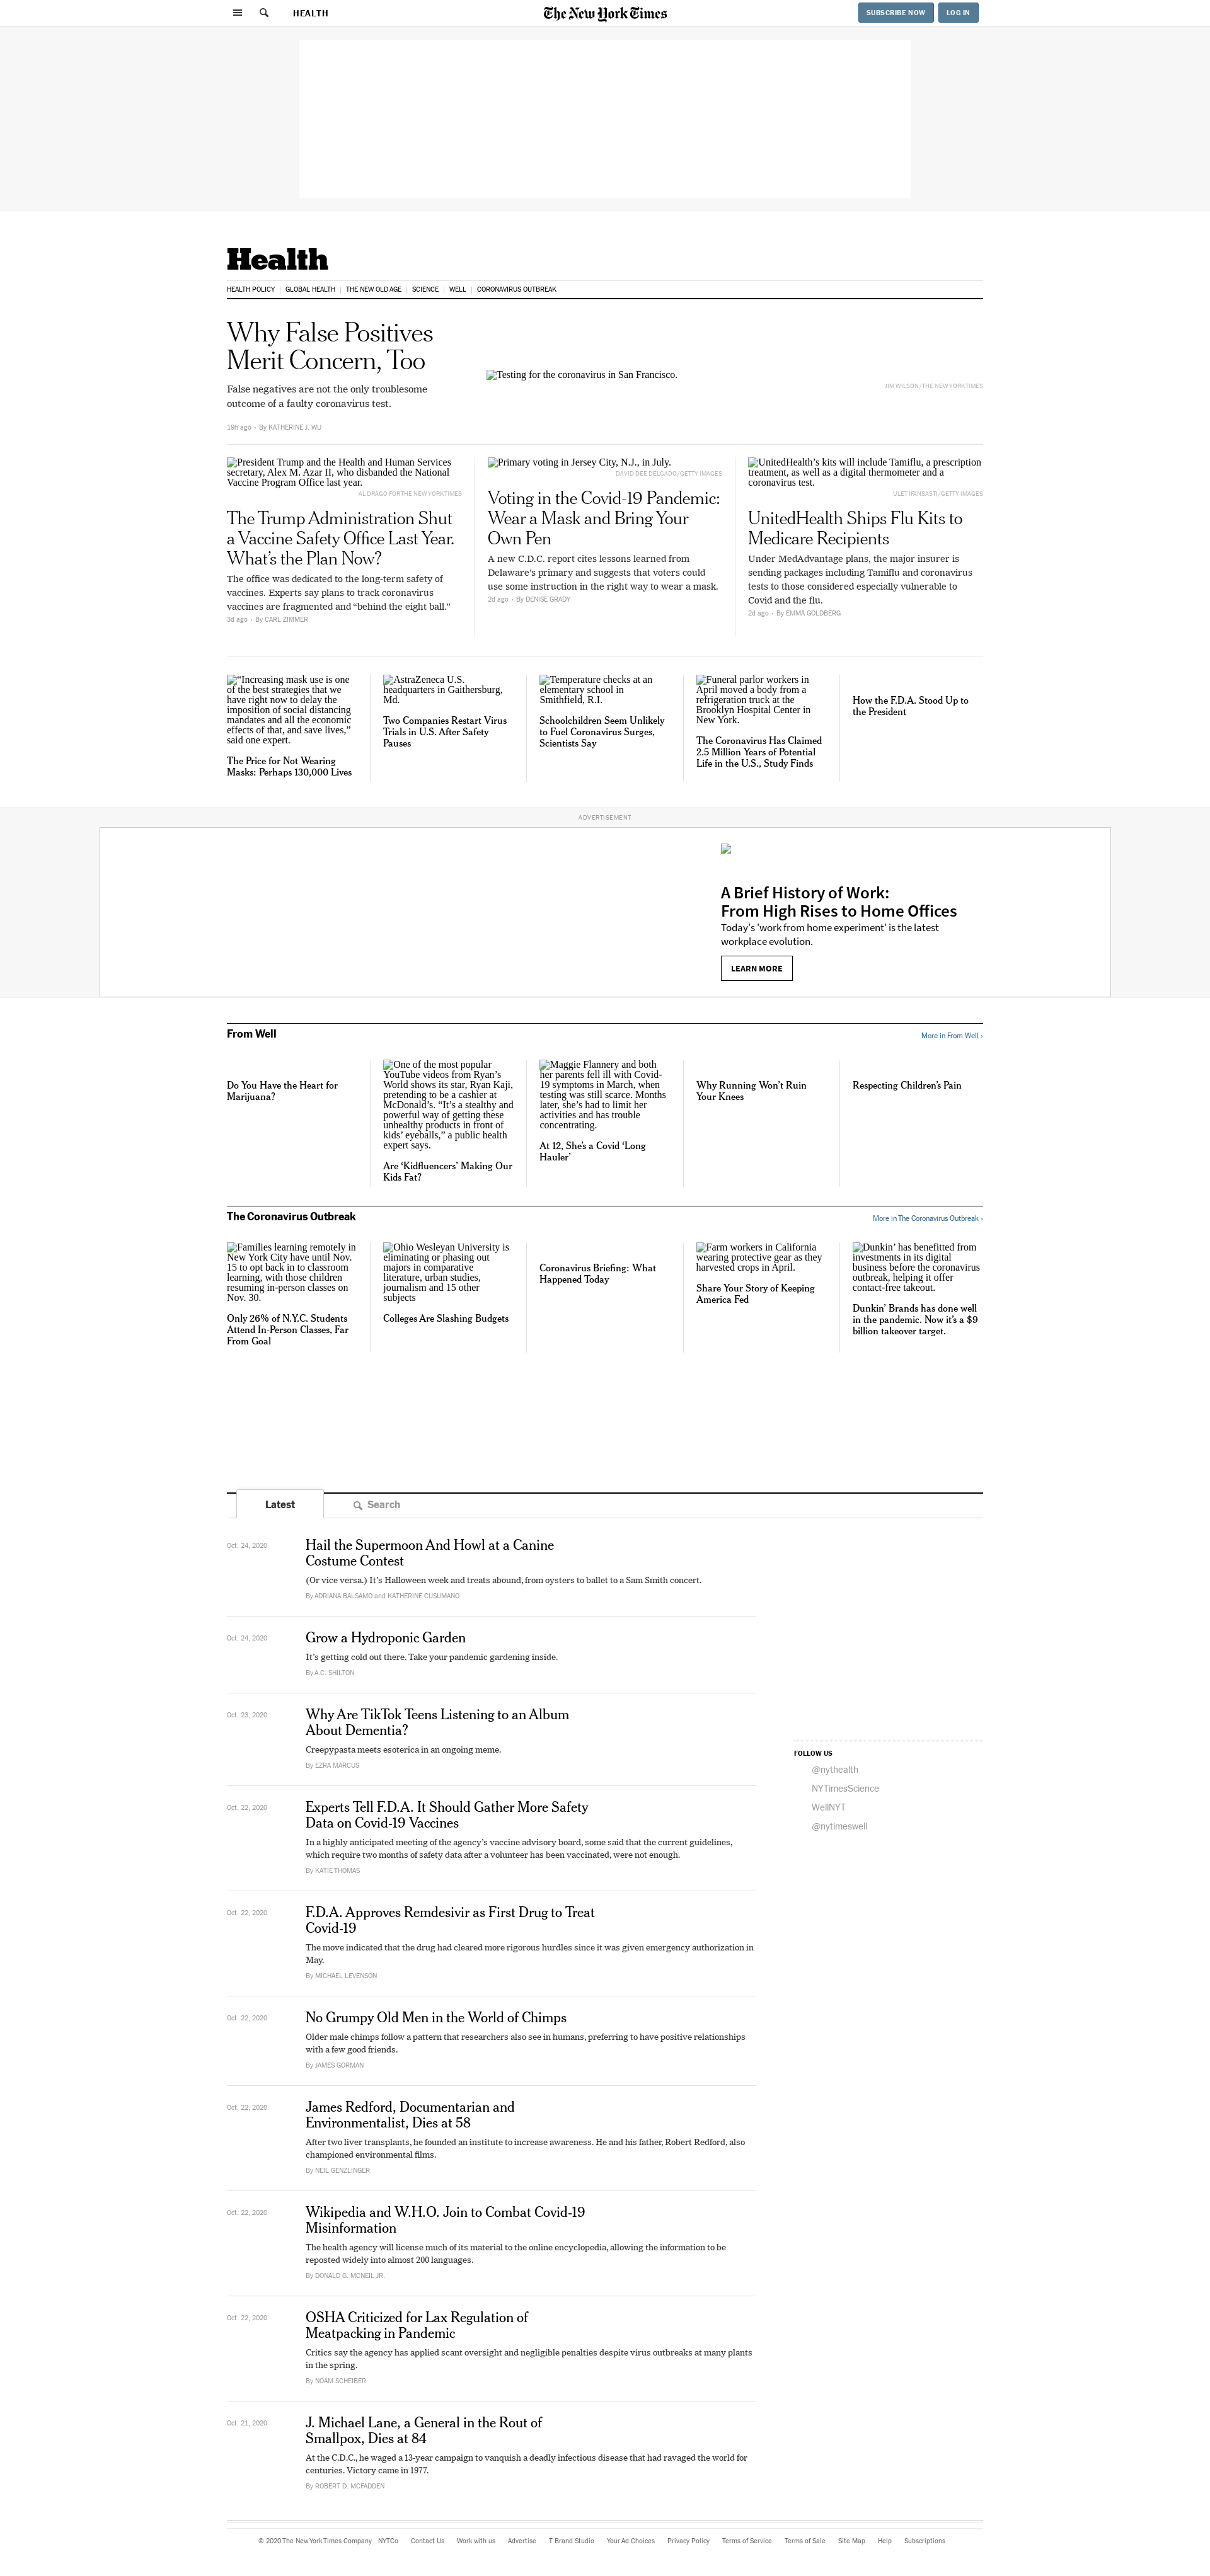 HEALTH
The New York Times
SUBSCRIBE NOW
LOG IN
Health
HEALTH POLICY | GLOBAL HEALTH | THE NEW OLD AGE | SCIENCE | WELL | CORONAVIRUS OUTBREAK
Why False Positives
Merit Concern, Too
False negatives are not the only troublesome
outcome of a faulty coronavirus test.
19h ago • By KATHERINE J. WU
Testing for the coronavirus in San Francisco.
JIM WILSON/THE NEW YORK TIMES
President Trump and the Health and Human Services
secretary, Alex M. Azar II, who disbanded the National
Vaccine Program Office last year.
AL DRAGO FOR THE NEW YORK TIMES
The Trump Administration Shut
a Vaccine Safety Office Last Year.
What’s the Plan Now?
The office was dedicated to the long-term safety of
vaccines. Experts say plans to track coronavirus
vaccines are fragmented and “behind the eight ball.”
3d ago • By CARL ZIMMER
Primary voting in Jersey City, N.J., in July.
DAVID DEE DELGADO/GETTY IMAGES
Voting in the Covid-19 Pandemic:
Wear a Mask and Bring Your
Own Pen
A new C.D.C. report cites lessons learned from
Delaware’s primary and suggests that voters could
use some instruction in the right way to wear a mask.
2d ago • By DENISE GRADY
UnitedHealth’s kits will include Tamiflu, a prescription
treatment, as well as a digital thermometer and a
coronavirus test.
ULET IFANSASTI/GETTY IMAGES
UnitedHealth Ships Flu Kits to
Medicare Recipients
Under MedAdvantage plans, the major insurer is
sending packages including Tamiflu and coronavirus
tests to those considered especially vulnerable to
Covid and the flu.
2d ago • By EMMA GOLDBERG
“Increasing mask use is one
of the best strategies that we
have right now to delay the
imposition of social distancing
mandates and all the economic
effects of that, and save lives,”
said one expert.
The Price for Not Wearing
Masks: Perhaps 130,000 Lives
AstraZeneca U.S.
headquarters in Gaithersburg,
Md.
Two Companies Restart Virus
Trials in U.S. After Safety
Pauses
Temperature checks at an
elementary school in
Smithfield, R.I.
Schoolchildren Seem Unlikely
to Fuel Coronavirus Surges,
Scientists Say
Funeral parlor workers in
April moved a body from a
refrigeration truck at the
Brooklyn Hospital Center in
New York.
The Coronavirus Has Claimed
2.5 Million Years of Potential
Life in the U.S., Study Finds
How the F.D.A. Stood Up to
the President
ADVERTISEMENT
A Brief History of Work:
From High Rises to Home Offices
Today's 'work from home experiment' is the latest
workplace evolution.
LEARN MORE
From Well
More in From Well ›
Do You Have the Heart for
Marijuana?
One of the most popular
YouTube videos from Ryan’s
World shows its star, Ryan Kaji,
pretending to be a cashier at
McDonald’s. “It’s a stealthy and
powerful way of getting these
unhealthy products in front of
kids’ eyeballs,” a public health
expert says.
Are ‘Kidfluencers’ Making Our
Kids Fat?
Maggie Flannery and both
her parents fell ill with Covid-
19 symptoms in March, when
testing was still scarce. Months
later, she’s had to limit her
activities and has trouble
concentrating.
At 12, She’s a Covid ‘Long
Hauler’
Why Running Won’t Ruin
Your Knees
Respecting Children’s Pain
The Coronavirus Outbreak
More in The Coronavirus Outbreak ›
Families learning remotely in
New York City have until Nov.
15 to opt back in to classroom
learning, with those children
resuming in-person classes on
Nov. 30.
Only 26% of N.Y.C. Students
Attend In-Person Classes, Far
From Goal
Ohio Wesleyan University is
eliminating or phasing out
majors in comparative
literature, urban studies,
journalism and 15 other
subjects
Colleges Are Slashing Budgets
Coronavirus Briefing: What
Happened Today
Farm workers in California
wearing protective gear as they
harvested crops in April.
Share Your Story of Keeping
America Fed
Dunkin’ has benefitted from
investments in its digital
business before the coronavirus
outbreak, helping it offer
contact-free takeout.
Dunkin’ Brands has done well
in the pandemic. Now it’s a $9
billion takeover target.
Latest
Search
Oct. 24, 2020
Hail the Supermoon And Howl at a Canine
Costume Contest
(Or vice versa.) It’s Halloween week and treats abound, from oysters to ballet to a Sam Smith concert.
By ADRIANA BALSAMO and KATHERINE CUSUMANO
Oct. 24, 2020
Grow a Hydroponic Garden
It’s getting cold out there. Take your pandemic gardening inside.
By A.C. SHILTON
Oct. 23, 2020
Why Are TikTok Teens Listening to an Album
About Dementia?
Creepypasta meets esoterica in an ongoing meme.
By EZRA MARCUS
FOLLOW US
@nythealth
NYTimesScience
WellNYT
@nytimeswell
Oct. 22, 2020
Experts Tell F.D.A. It Should Gather More Safety
Data on Covid-19 Vaccines
In a highly anticipated meeting of the agency’s vaccine advisory board, some said that the current guidelines,
which require two months of safety data after a volunteer has been vaccinated, were not enough.
By KATIE THOMAS
Oct. 22, 2020
F.D.A. Approves Remdesivir as First Drug to Treat
Covid-19
The move indicated that the drug had cleared more rigorous hurdles since it was given emergency authorization in
May.
By MICHAEL LEVENSON
Oct. 22, 2020
No Grumpy Old Men in the World of Chimps
Older male chimps follow a pattern that researchers also see in humans, preferring to have positive relationships
with a few good friends.
By JAMES GORMAN
Oct. 22, 2020
James Redford, Documentarian and
Environmentalist, Dies at 58
After two liver transplants, he founded an institute to increase awareness. He and his father, Robert Redford, also
championed environmental films.
By NEIL GENZLINGER
Oct. 22, 2020
Wikipedia and W.H.O. Join to Combat Covid-19
Misinformation
The health agency will license much of its material to the online encyclopedia, allowing the information to be
reposted widely into almost 200 languages.
By DONALD G. MCNEIL JR.
Oct. 22, 2020
OSHA Criticized for Lax Regulation of
Meatpacking in Pandemic
Critics say the agency has applied scant oversight and negligible penalties despite virus outbreaks at many plants
in the spring.
By NOAM SCHEIBER
Oct. 21, 2020
J. Michael Lane, a General in the Rout of
Smallpox, Dies at 84
At the C.D.C., he waged a 13-year campaign to vanquish a deadly infectious disease that had ravaged the world for
centuries. Victory came in 1977.
By ROBERT D. MCFADDEN
© 2020 The New York Times Company NYTCo Contact Us Work with us Advertise T Brand Studio Your Ad Choices Privacy Policy Terms of Service Terms of Sale Site Map Help Subscriptions